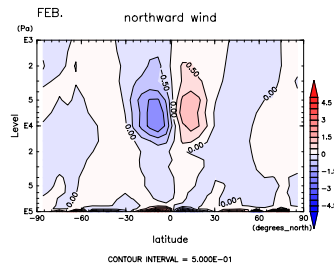 FEB.
northward wind
(Pa)
E3
2
5
E4
2
5
E5
Level
-0.50
0.50
0.00
0.00
0.00
0.00
0.00
0.00
−90 −60 −30 0 30 60 90
(degrees_north)
latitude
4.5
3
1.5
0
−1.5
−3
−4.5
CONTOUR INTERVAL = 5.000E−01